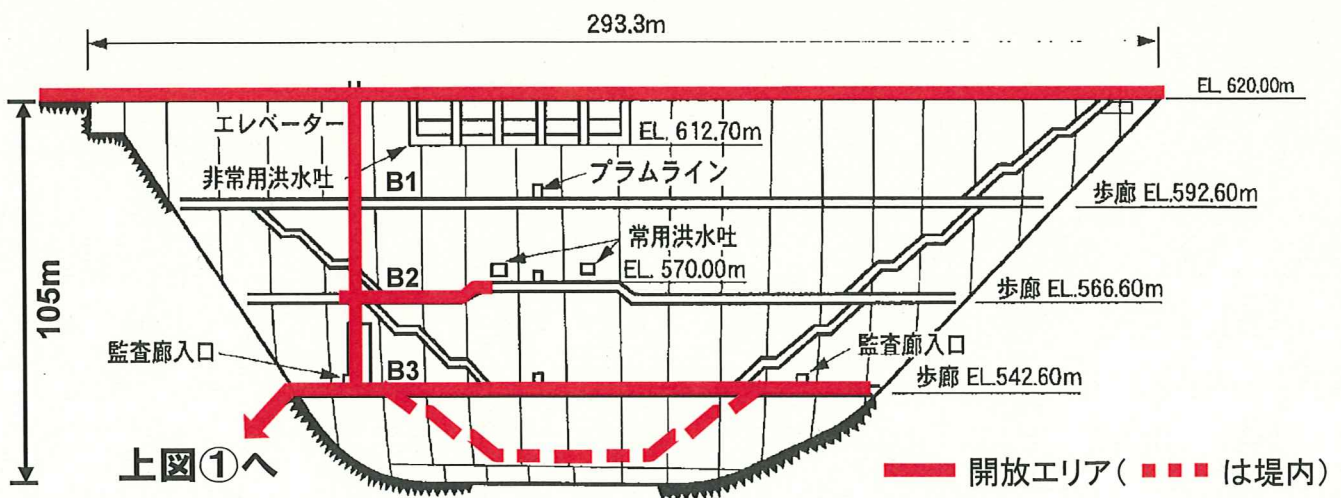 293.3m
EL. 620.00m
エレベーター
EL. 612.70m
非常用洪水吐
B1
プラムライン
歩廊 EL.592.60m
常用洪水吐
B2
EL. 570.00m
歩廊 EL.566.60m
105m
監査廊入口
監査廊入口
B3
歩廊 EL.542.60m
上図①へ
開放エリア( は堤内)